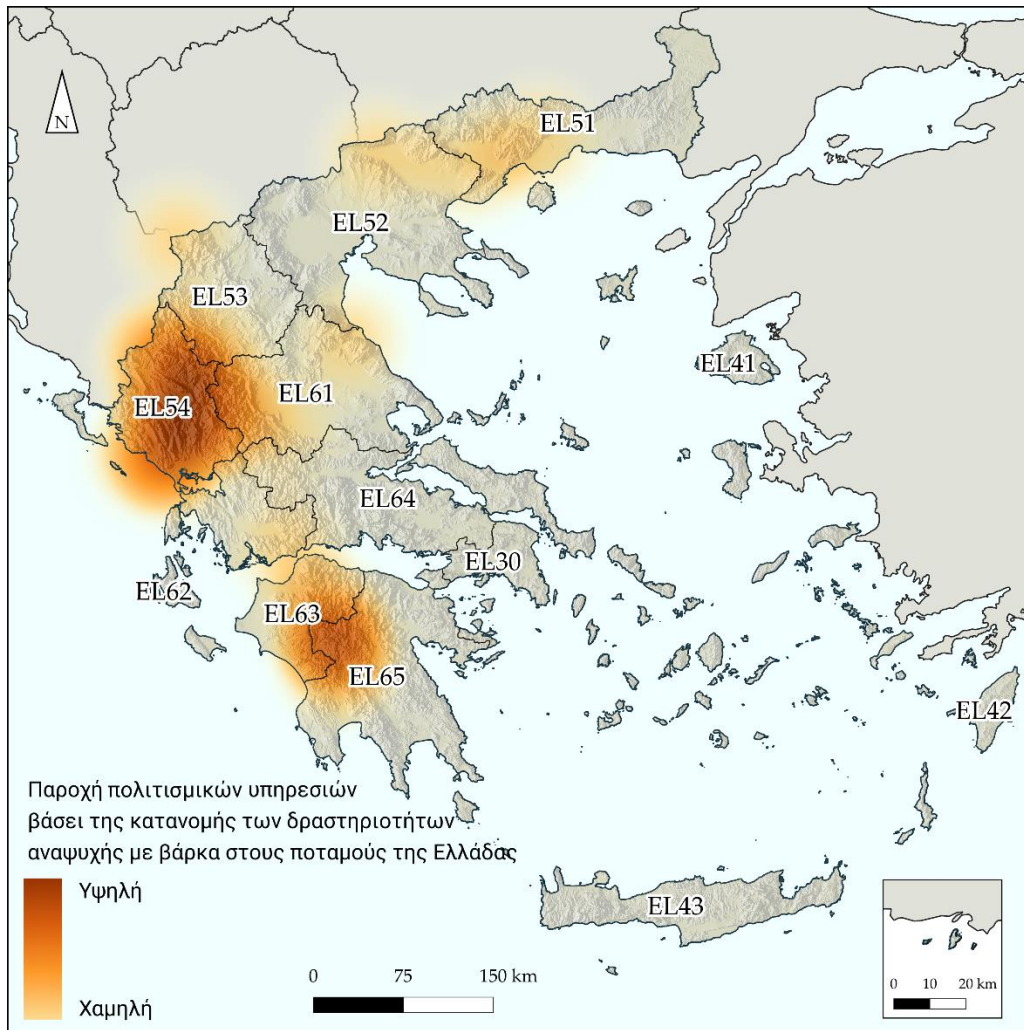 N
EL51
EL52
EL53
EL41
EL54
EL61
EL64
EL30
EL62
EL63
EL65
EL42
Παροχή πολιτισμικών υπηρεσιών
βάσει της κατανομής των δραστηριοτήτων
αναψυχής με βάρκα στους ποταμούς της Ελλάδας
Υψηλή
Χαμηλή
EL43
0 75 150 km
0 10 20 km